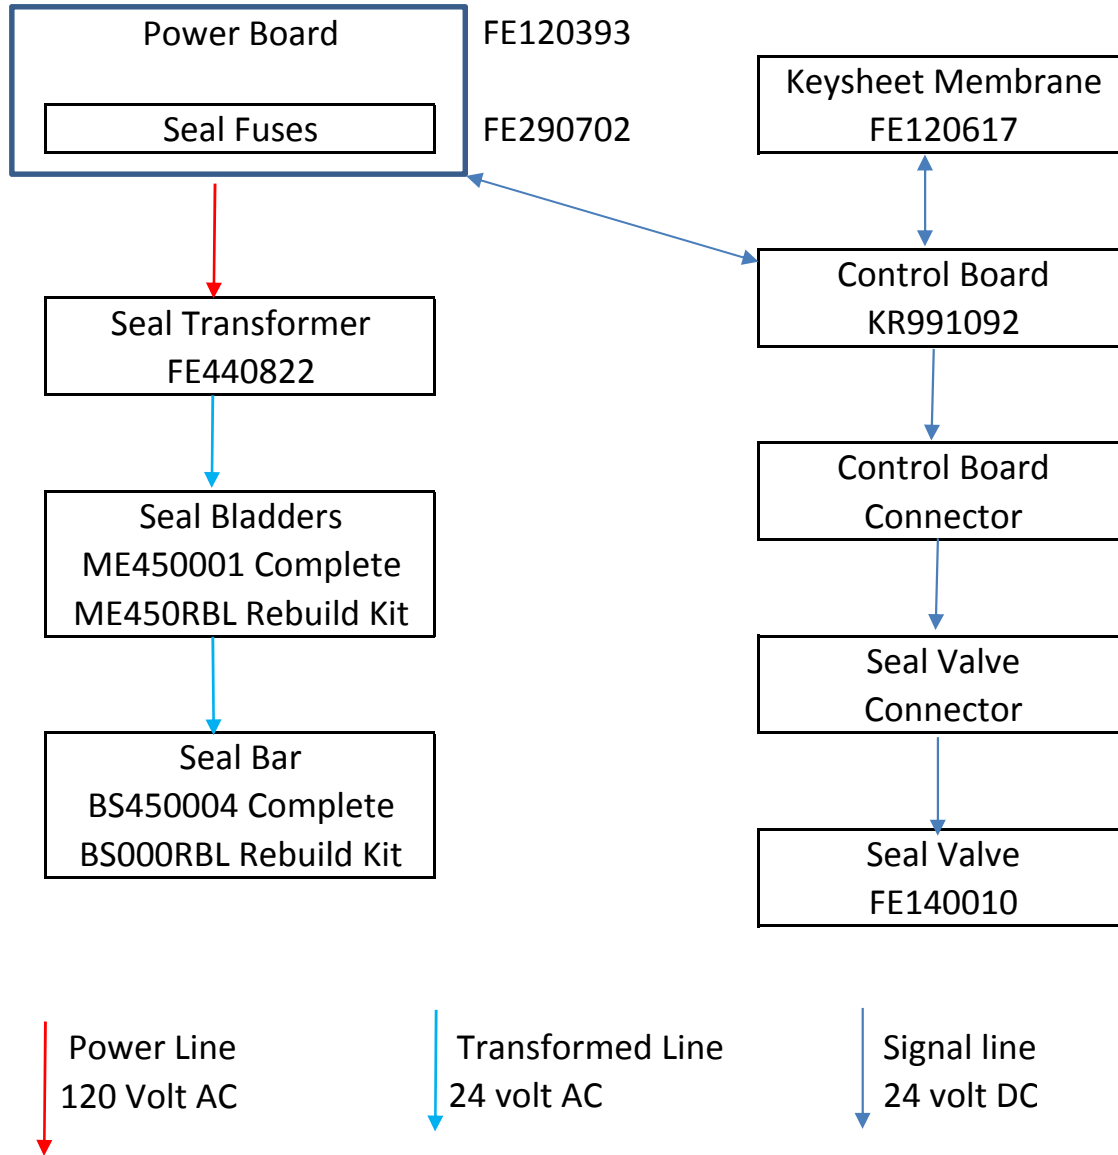 Power Board
FE120393
Seal Fuses
FE290702
Keysheet Membrane
FE120617
Control Board
KR991092
Seal Transformer
FE440822
Control Board
Connector
Seal Bladders
ME450001 Complete
ME450RBL Rebuild Kit
Seal Valve
Connector
Seal Bar
BS450004 Complete
BS000RBL Rebuild Kit
Seal Valve
FE140010
Power Line
120 Volt AC
Transformed Line
24 volt AC
Signal line
24 volt DC